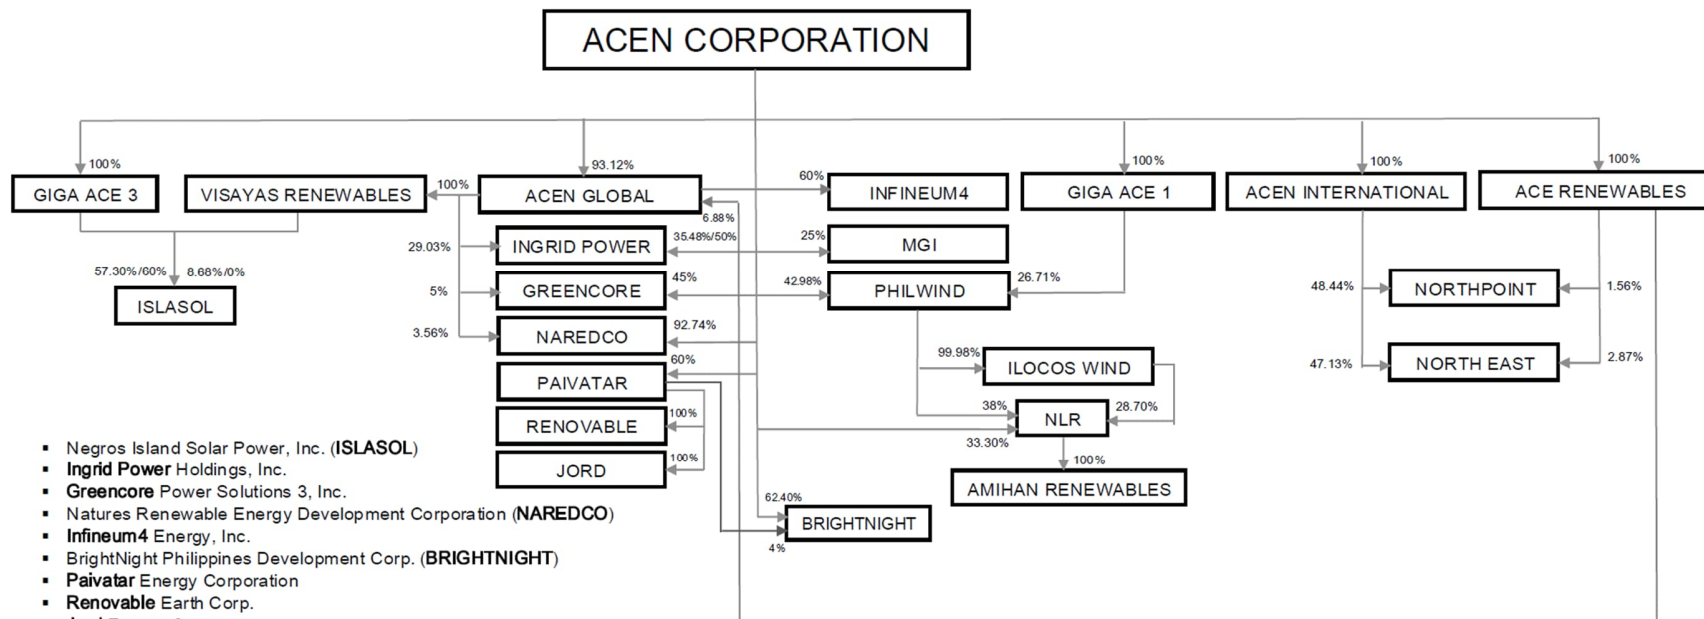 ACEN CORPORATION
100%
93.12%
100%
100%
100%
GIGA ACE 3
VISAYAS RENEWABLES
100%
ACEN GLOBAL
60%
INFINEUM4
GIGA ACE 1
ACEN INTERNATIONAL
ACE RENEWABLES
6.88%
29.03%
INGRID POWER
35.48%/50%
25%
MGI
57.30%/60%
8.68%/0%
ISLASOL
5%
GREENCORE
45%
42.98%
PHILWIND
26.71%
48.44%
NORTHPOINT
1.56%
3.56%
NAREDCO
92.74%
60%
PAIVATAR
99.98%
ILOCOS WIND
47.13%
NORTH EAST
2.87%
RENOVABLE
100%
38%
NLR
28.70%
33.30%
JORD
100%
100%
AMIHAN RENEWABLES
62.40%
BRIGHTNIGHT
4%
▪ Negros Island Solar Power, Inc. (ISLASOL)
▪ Ingrid Power Holdings, Inc.
▪ Greencore Power Solutions 3, Inc.
▪ Natures Renewable Energy Development Corporation (NAREDCO)
▪ Infineum4 Energy, Inc.
▪ BrightNight Philippines Development Corp. (BRIGHTNIGHT)
▪ Paivatar Energy Corporation
▪ Renovable Earth Corp.